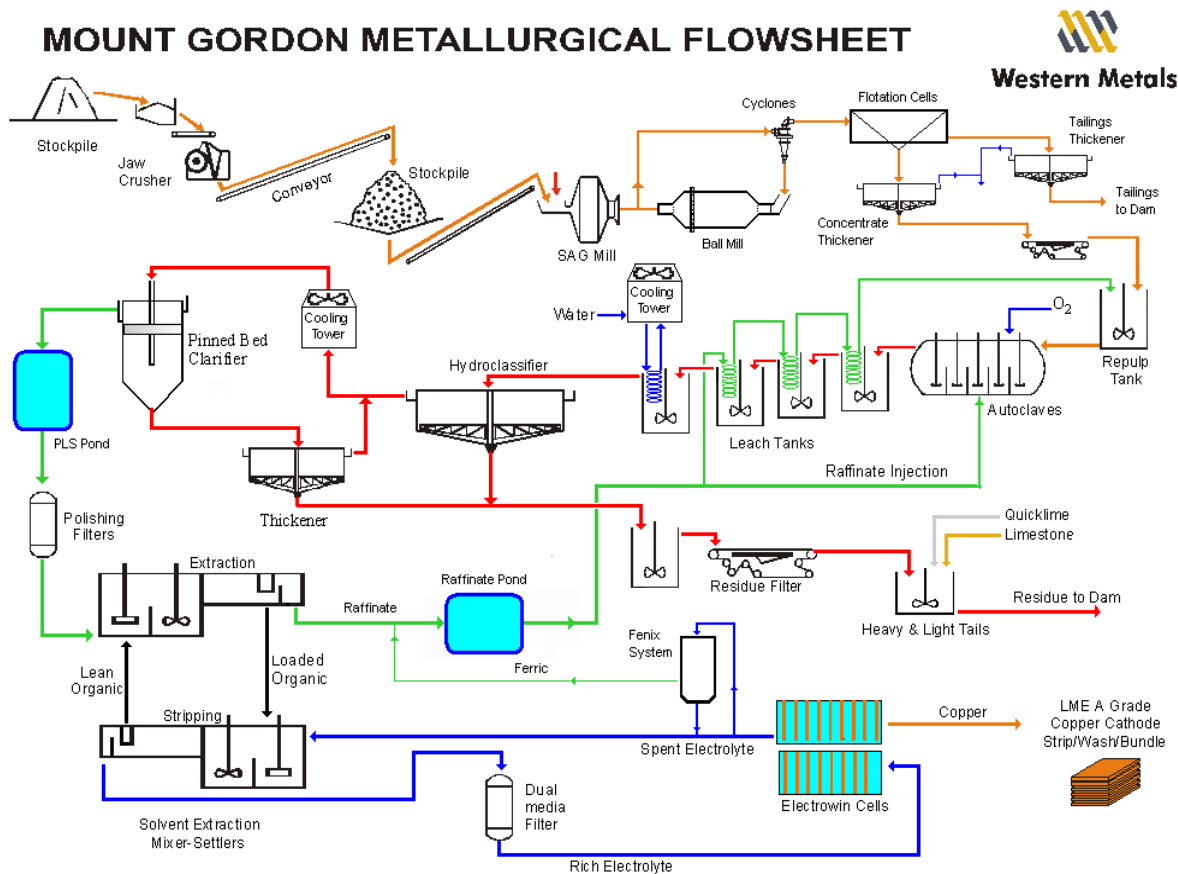 MOUNT GORDON METALLURGICAL FLOWSHEET
Western Metals
Stockpile
Jaw
Crusher
Conveyor
Stockpile
SAG Mill
Ball Mill
Cyclones
Flotation Cells
Tailings
Thickener
Tailings
to Dam
Concentrate
Thickener
Cooling
Tower
Pinned Bed
Clarifier
Hydroclassifier
Water
Cooling
Tower
O2
Repulp
Tank
Autoclaves
Leach Tanks
PLS Pond
Raffinate Injection
Thickener
Polishing
Filters
Quicklime
Limestone
Residue Filter
Residue to Dam
Heavy & Light Tails
Extraction
Raffinate Pond
Raffinate
Fenix
System
Ferric
Lean
Organic
Loaded
Organic
Stripping
Spent Electrolyte
Copper
LME A Grade
Copper Cathode
Strip/Wash/Bundle
Electrowin Cells
Dual
media
Filter
Solvent Extraction
Mixer-Settlers
Rich Electrolyte